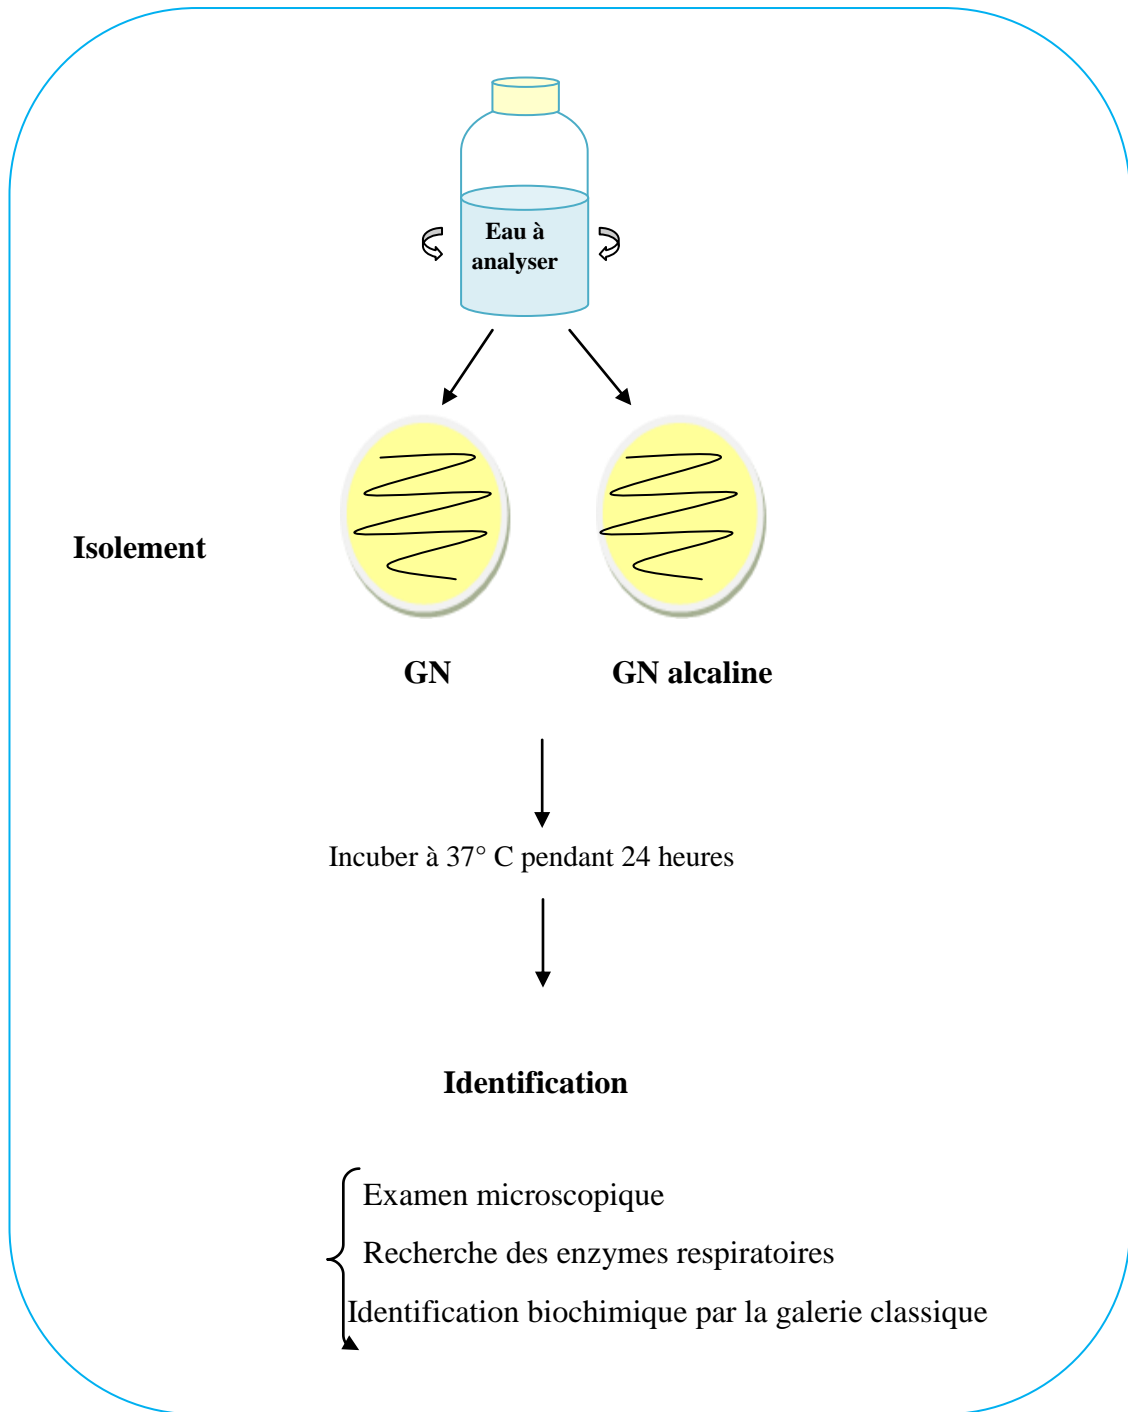 Eau à
analyser
Isolement
GN
GN alcaline
Incuber à 37° C pendant 24 heures
Identification
Examen microscopique
Recherche des enzymes respiratoires
Identification biochimique par la galerie classique